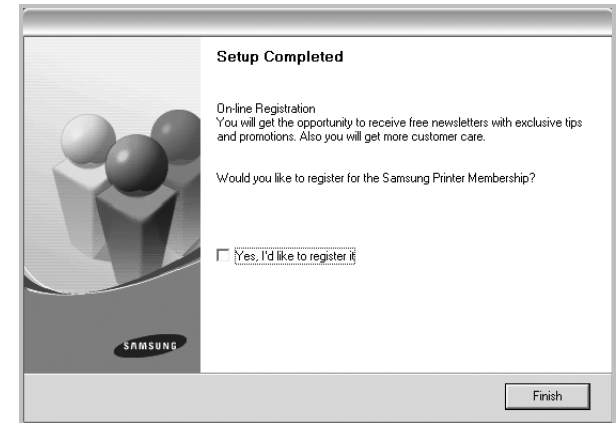 Setup Completed
On-line Registration
You will get the opportunity to receive free newsletters with exclusive tips
and promotions. Also you will get more customer care.
Would you like to register for the Samsung Printer Membership?
Yes, I'd like to register it
SAMSUNG
Finish